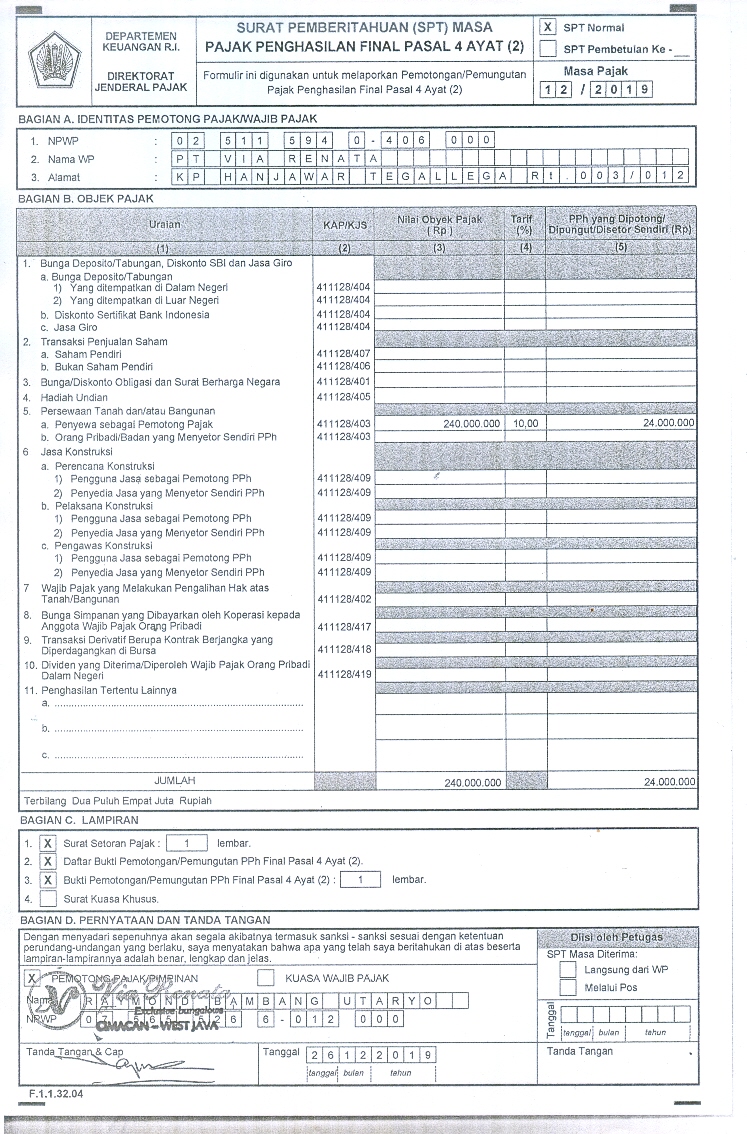 DEPARTEMEN
KEUANGAN R.I.
DIREKTORAT
JENDERAL PAJAK
SURAT PEMBERITAHUAN (SPT) MASA
PAJAK PENGHASILAN FINAL PASAL 4 AYAT (2)
Formulir ini digunakan untuk melaporkan Pemotongan/Pemungutan
Pajak Penghasilan Final Pasal 4 Ayat (2)
X SPT Normal
SPT Pembetulan Ke - __
Masa Pajak
12 / 2019
BAGIAN A. IDENTITAS PEMOTONG PAJAK/WAJIB PAJAK
1. NPWP : 02 511 594 0 - 406 000
2. Nama WP : PT VIA RENATA
3. Alamat : KP HANJAWAR TEGALLEGA RT.003/012
BAGIAN B. OBJEK PAJAK
Uraian KAP/KJS Nilai Obyek Pajak ( Rp ) Tarif (%) PPh yang Dipotong/ Dipungut/Disetor Sendiri (Rp)
(1) (2) (3) (4) (5)
1. Bunga Deposito/Tabungan, Diskonto SBI dan Jasa Giro
a. Bunga Deposito/Tabungan
1) Yang ditempatkan di Dalam Negeri 411128/404
2) Yang ditempatkan di Luar Negeri 411128/404
b. Diskonto Sertifikat Bank Indonesia 411128/404
c. Jasa Giro 411128/404
2. Transaksi Penjualan Saham
a. Saham Pendiri 411128/407
b. Bukan Saham Pendiri 411128/406
3. Bunga/Diskonto Obligasi dan Surat Berharga Negara 411128/401
4. Hadiah Undian 411128/405
5. Persewaan Tanah dan/atau Bangunan
a. Penyewa sebagai Pemotong Pajak 411128/403 240.000.000 10,00 24.000.000
b. Orang Pribadi/Badan yang Menyetor Sendiri PPh 411128/403
6 Jasa Konstruksi
a. Perencana Konstruksi
1) Pengguna Jasa sebagai Pemotong PPh 411128/409
2) Penyedia Jasa yang Menyetor Sendiri PPh 411128/409
b. Pelaksana Konstruksi
1) Pengguna Jasa sebagai Pemotong PPh 411128/409
2) Penyedia Jasa yang Menyetor Sendiri PPh 411128/409
c. Pengawas Konstruksi
1) Pengguna Jasa sebagai Pemotong PPh 411128/409
2) Penyedia Jasa yang Menyetor Sendiri PPh 411128/409
7 Wajib Pajak yang Melakukan Pengalihan Hak atas
Tanah/Bangunan 411128/402
8. Bunga Simpanan yang Dibayarkan oleh Koperasi kepada
Anggota Wajib Pajak Orang Pribadi 411128/417
9. Transaksi Derivatif Berupa Kontrak Berjangka yang
Diperdagangkan di Bursa 411128/418
10. Dividen yang Diterima/Diperoleh Wajib Pajak Orang Pribadi
Dalam Negeri 411128/419
11. Penghasilan Tertentu Lainnya
a. ..............................
b. ..............................
c. ..............................
JUMLAH 240.000.000 24.000.000
Terbilang Dua Puluh Empat Juta Rupiah
BAGIAN C. LAMPIRAN
1. X Surat Setoran Pajak : 1 lembar.
2. X Daftar Bukti Pemotongan/Pemungutan PPh Final Pasal 4 Ayat (2).
3. X Bukti Pemotongan/Pemungutan PPh Final Pasal 4 Ayat (2) : 1 lembar.
4. Surat Kuasa Khusus.
BAGIAN D. PERNYATAAN DAN TANDA TANGAN
Dengan menyadari sepenuhnya akan segala akibatnya termasuk sanksi - sanksi sesuai dengan ketentuan
perundang-undangan yang berlaku, saya menyatakan bahwa apa yang telah saya beritahukan di atas beserta
lampiran-lampirannya adalah benar, lengkap dan jelas.
X PEMOTONG PAJAK/PIMPINAN KUASA WAJIB PAJAK
Via Renata
Nama RAYMOND BAMBANG UTARYO
Exclusive bungalows
NPWP 07 565 526 6 - 012 000
CIMACAN - WEST JAVA
Tanda Tangan & Cap
Tanggal 26122019
tanggal bulan tahun
Diisi oleh Petugas
SPT Masa Diterima:
Langsung dari WP
Melalui Pos
Tanggal
tanggal bulan tahun
Tanda Tangan
F.1.1.32.04